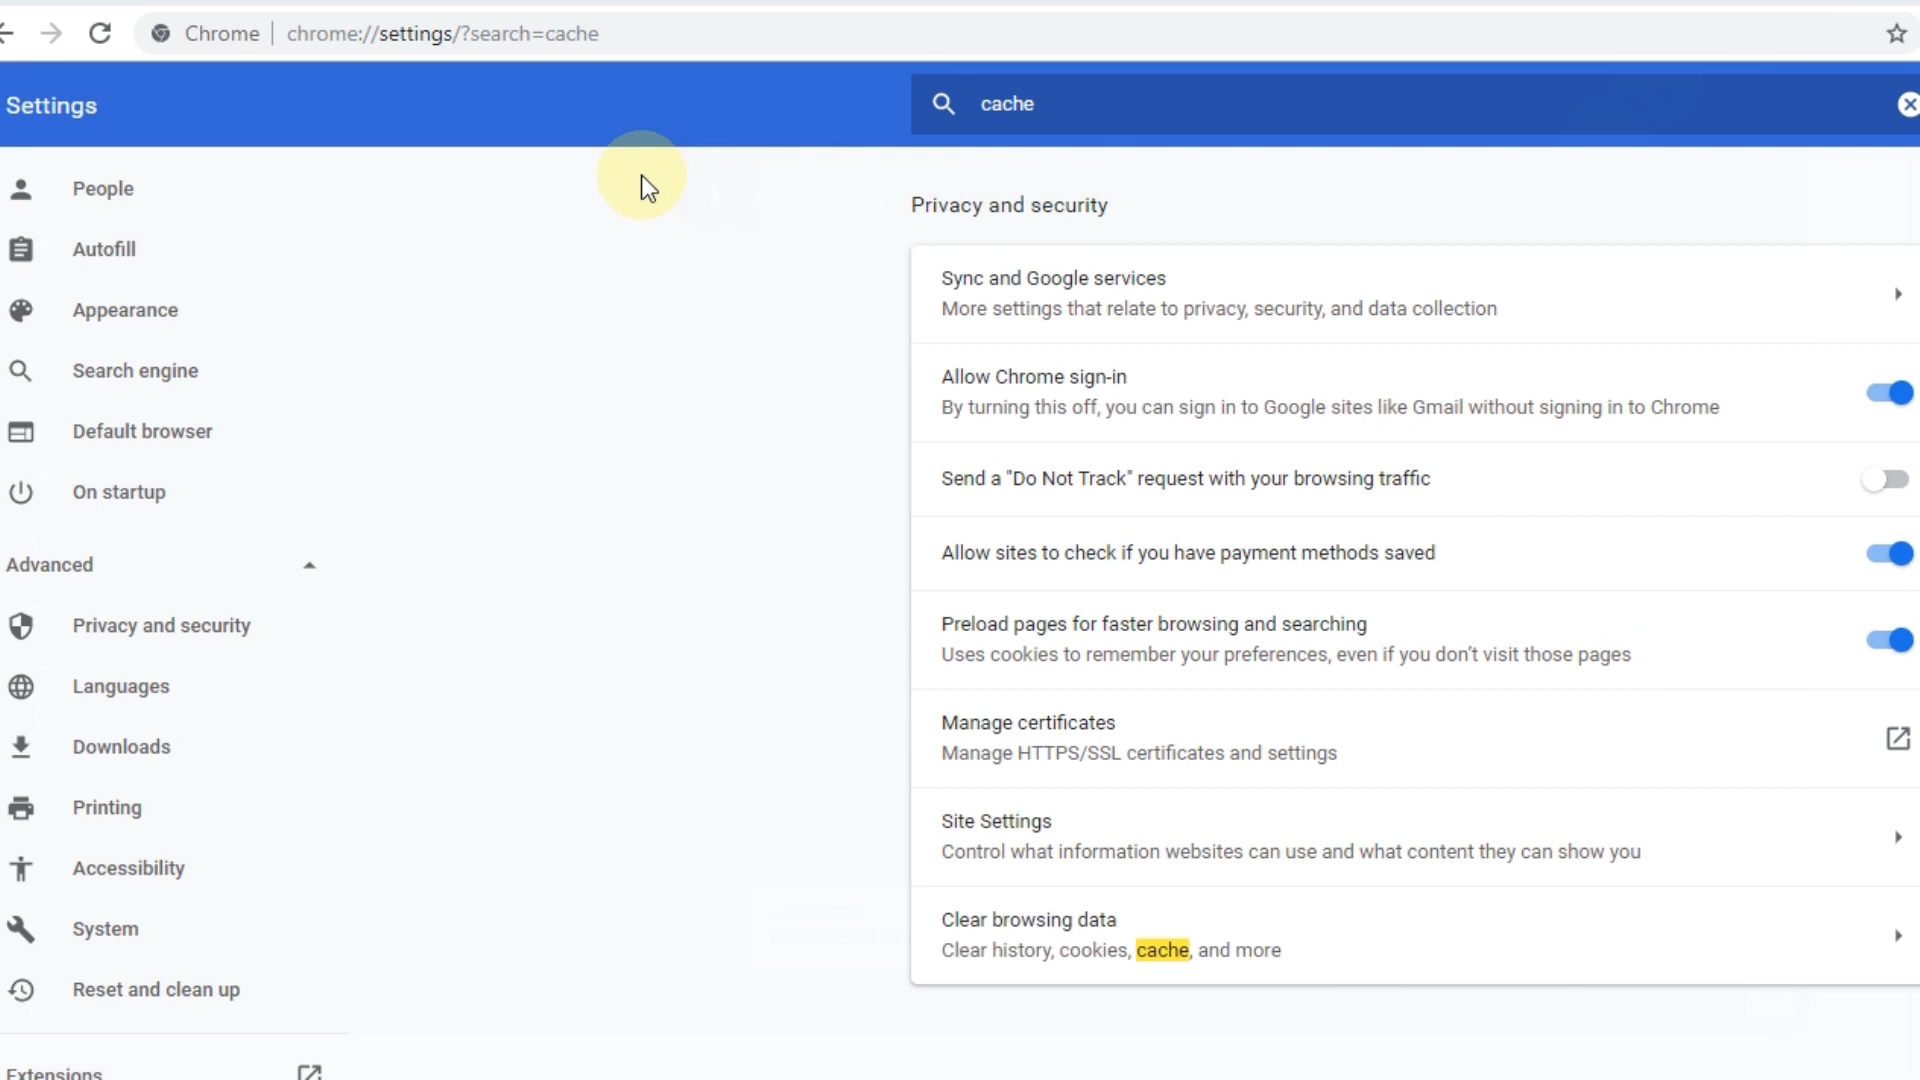 Chrome | chrome://settings/?search=cache
Settings
cache
People
Autofill
Appearance
Search engine
Default browser
On startup
Advanced
Privacy and security
Languages
Downloads
Printing
Accessibility
System
Reset and clean up
Extensions
Privacy and security
Sync and Google services
More settings that relate to privacy, security, and data collection
Allow Chrome sign-in
By turning this off, you can sign in to Google sites like Gmail without signing in to Chrome
Send a "Do Not Track" request with your browsing traffic
Allow sites to check if you have payment methods saved
Preload pages for faster browsing and searching
Uses cookies to remember your preferences, even if you don't visit those pages
Manage certificates
Manage HTTPS/SSL certificates and settings
Site Settings
Control what information websites can use and what content they can show you
Clear browsing data
Clear history, cookies, cache, and more